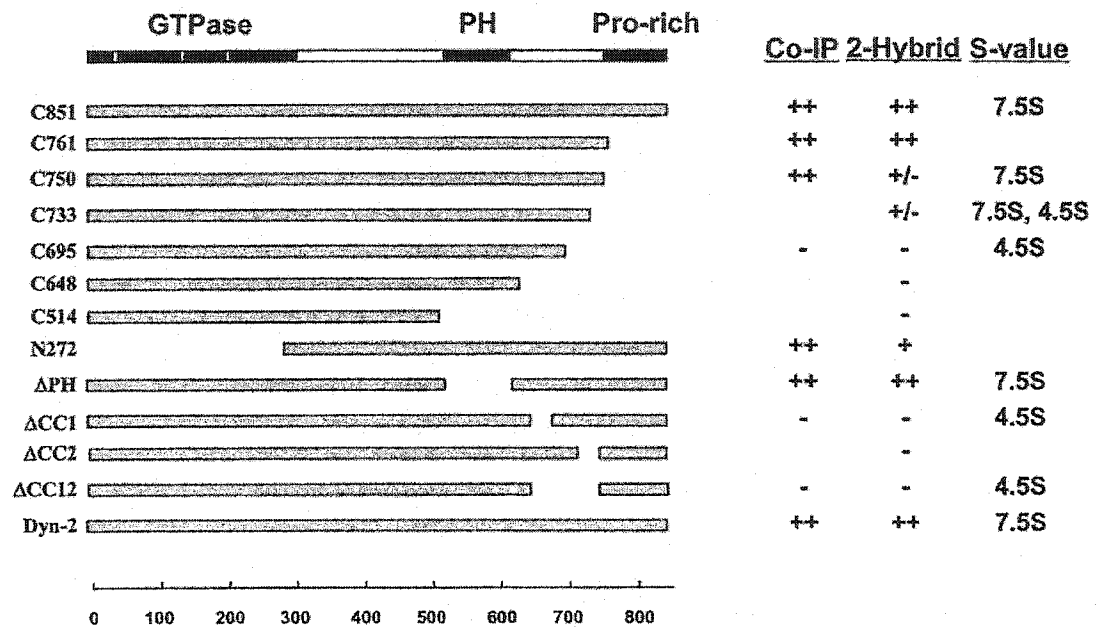 GTPase PH Pro-rich
Co-IP 2-Hybrid S-value
C851 ++ ++ 7.5S
C761 ++ ++
C750 ++ +/- 7.5S
C733 +/- 7.5S, 4.5S
C695 - - 4.5S
C648 -
C514 -
N272 ++ +
ΔPH ++ ++ 7.5S
ΔCC1 - - 4.5S
ΔCC2 -
ΔCC12 - - 4.5S
Dyn-2 ++ ++ 7.5S
0 100 200 300 400 500 600 700 800